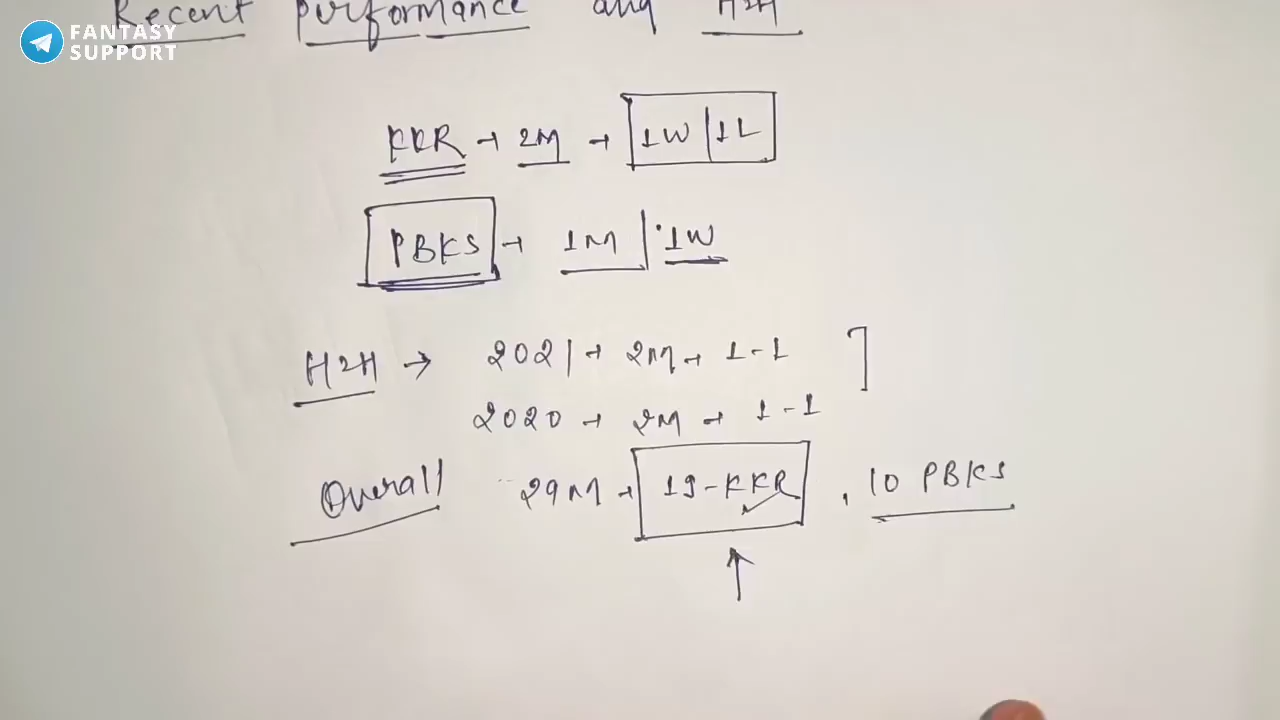 FANTASY
SUPPORT
Recent performance and H2H
KKR → 2M → 1W | 1L
PBKS → 1M | 1W
H2H → 2021 → 2M → 1-1 ]
2020 → 2M → 1-1
Overall 29M → 19-KKR, 10 PBKS